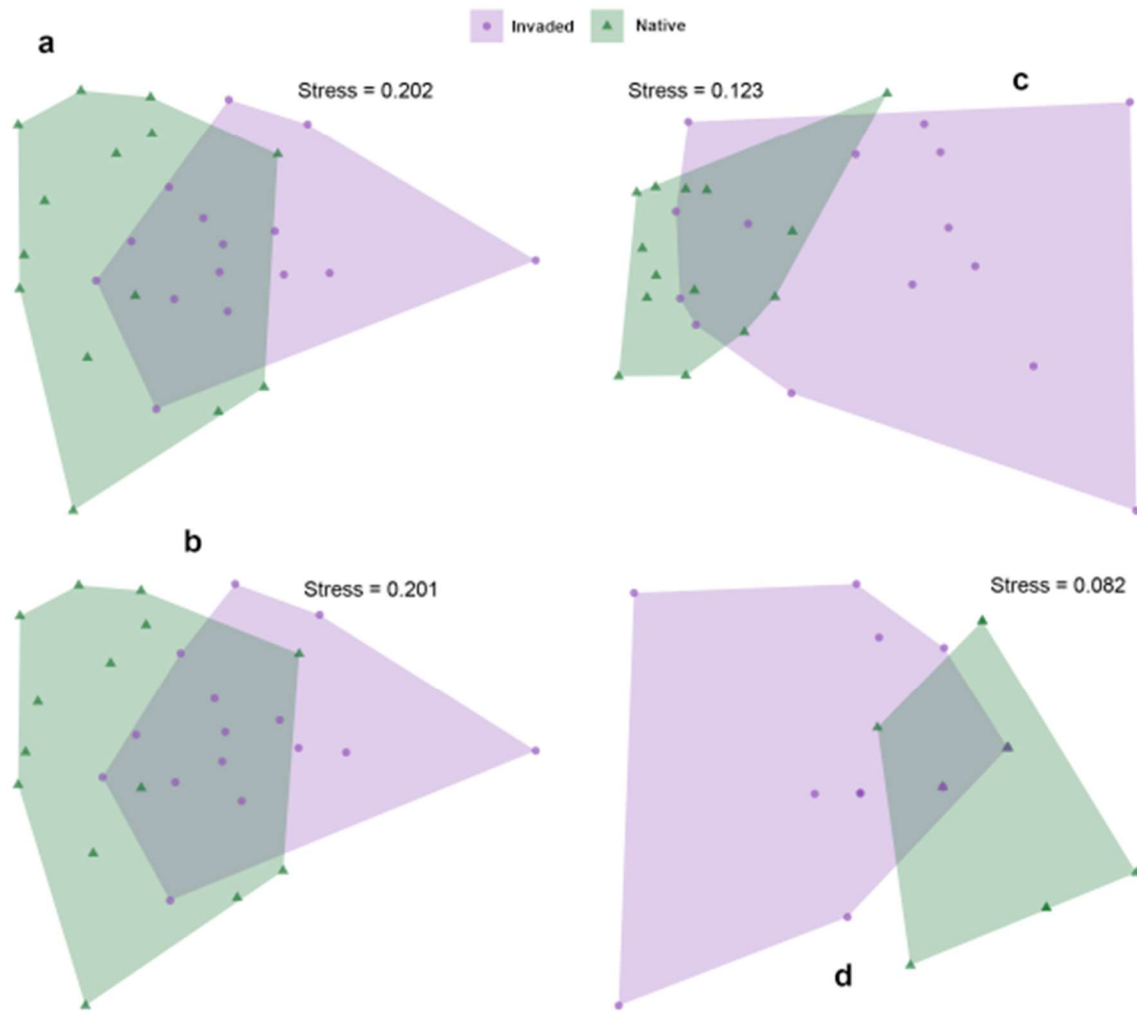 Invaded Native
a
Stress = 0.202
Stress = 0.123
c
b
Stress = 0.201
Stress = 0.082
d